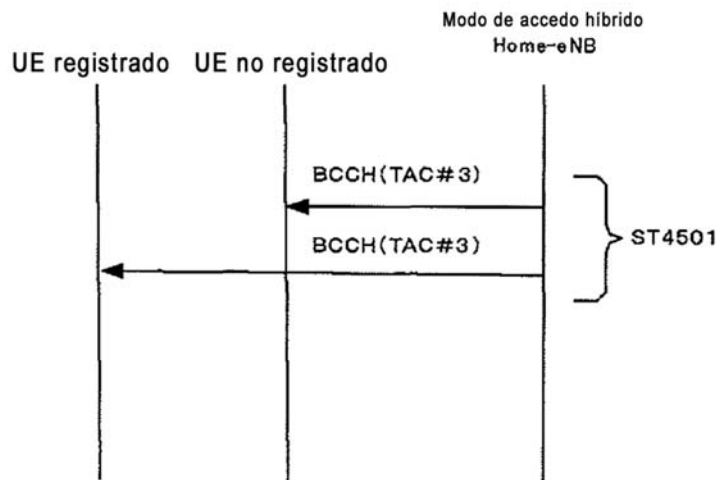 Modo de accedo híbrido
Home-eNB
UE registrado
UE no registrado
BCCH(TAC#3)
BCCH(TAC#3)
ST4501